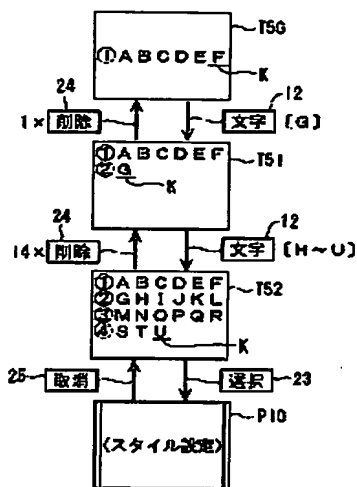 T50
①ABCDEF
K
24
12
1×
削除
文字
[G]
①ABCDEF
T51
②G
K
24
12
14×
削除
文字
[H～U]
①ABCDEF
T52
②GHIJKL
③MNOPQR
④STU
K
25
取消
選択
23
P10
〈スタイル設定〉